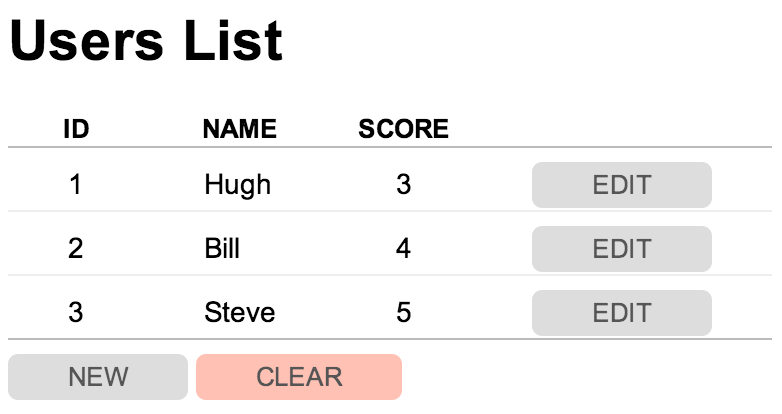 Users List
ID NAME SCORE
1 Hugh 3 EDIT
2 Bill 4 EDIT
3 Steve 5 EDIT
NEW CLEAR